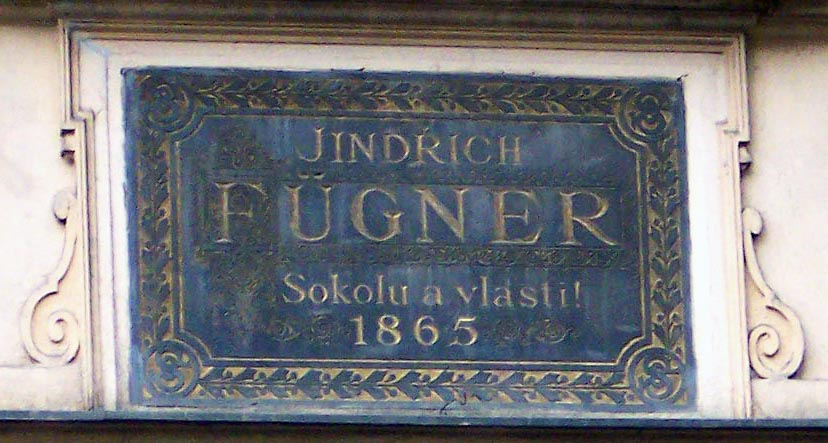 JINDŘICH
FÜGNER
Sokolu a vlasti!
1865